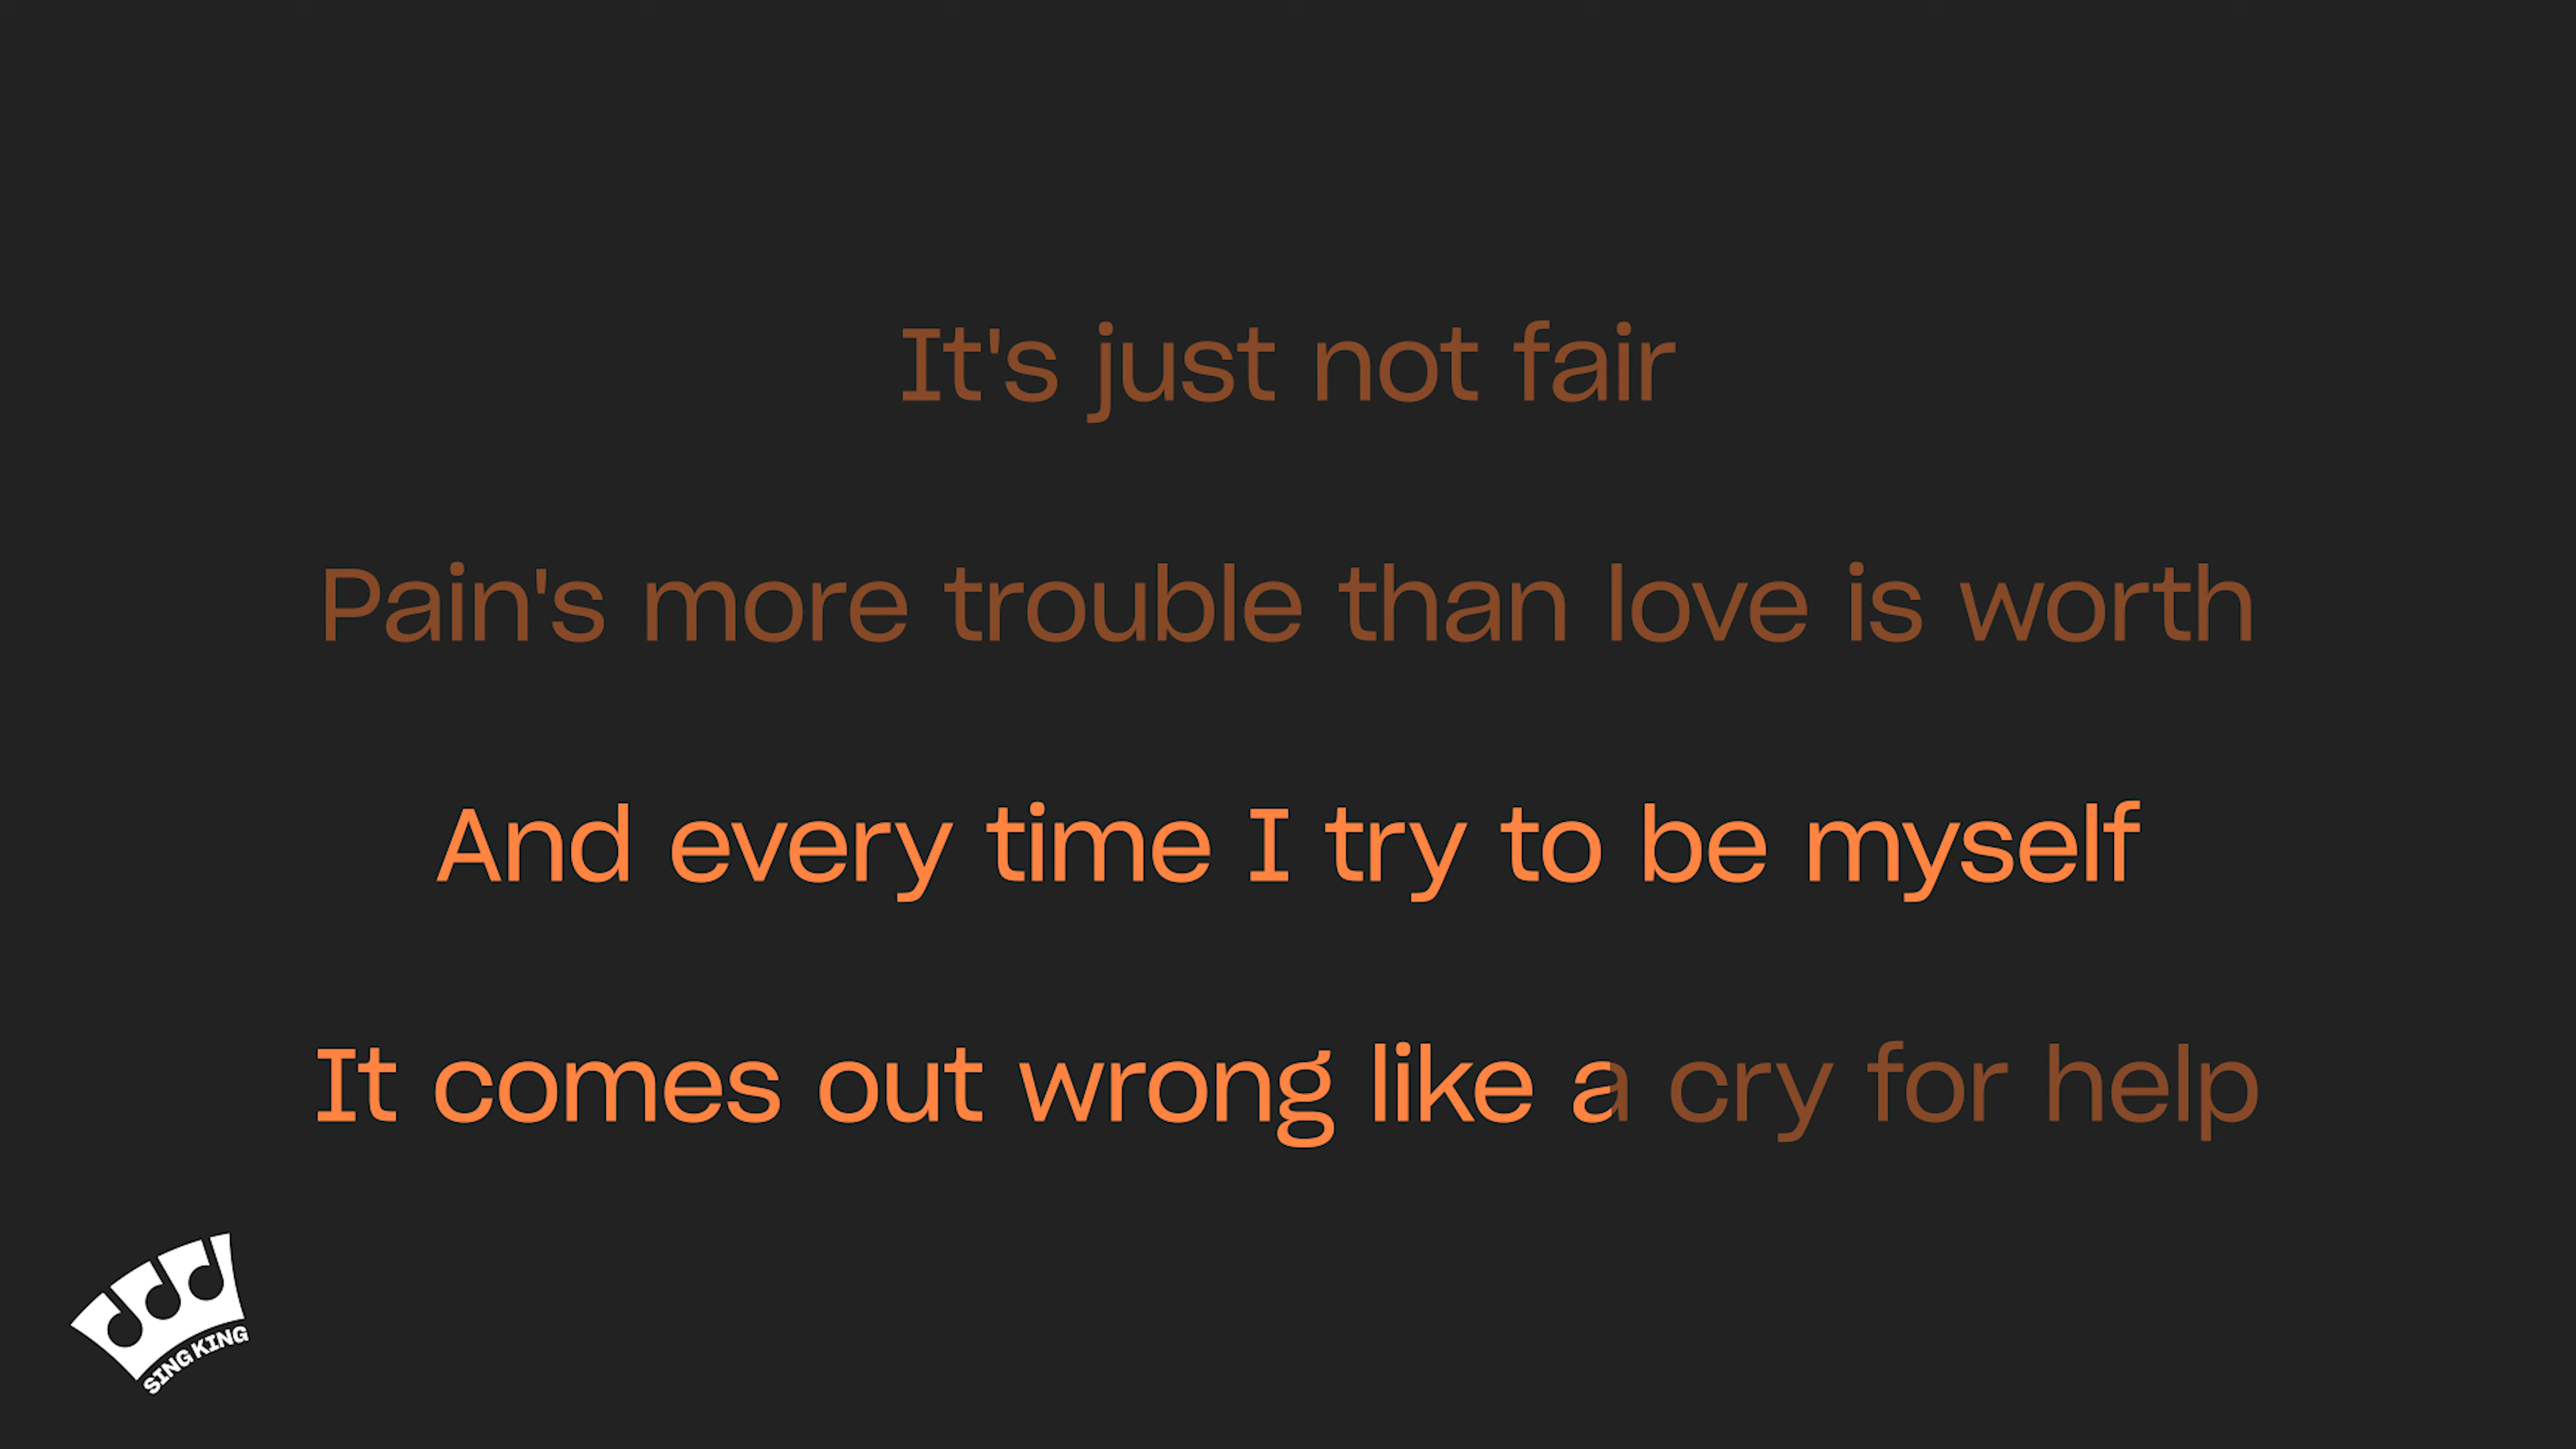 It's just not fair
Pain's more trouble than love is worth
And every time I try to be myself
It comes out wrong like a cry for help
SING KING